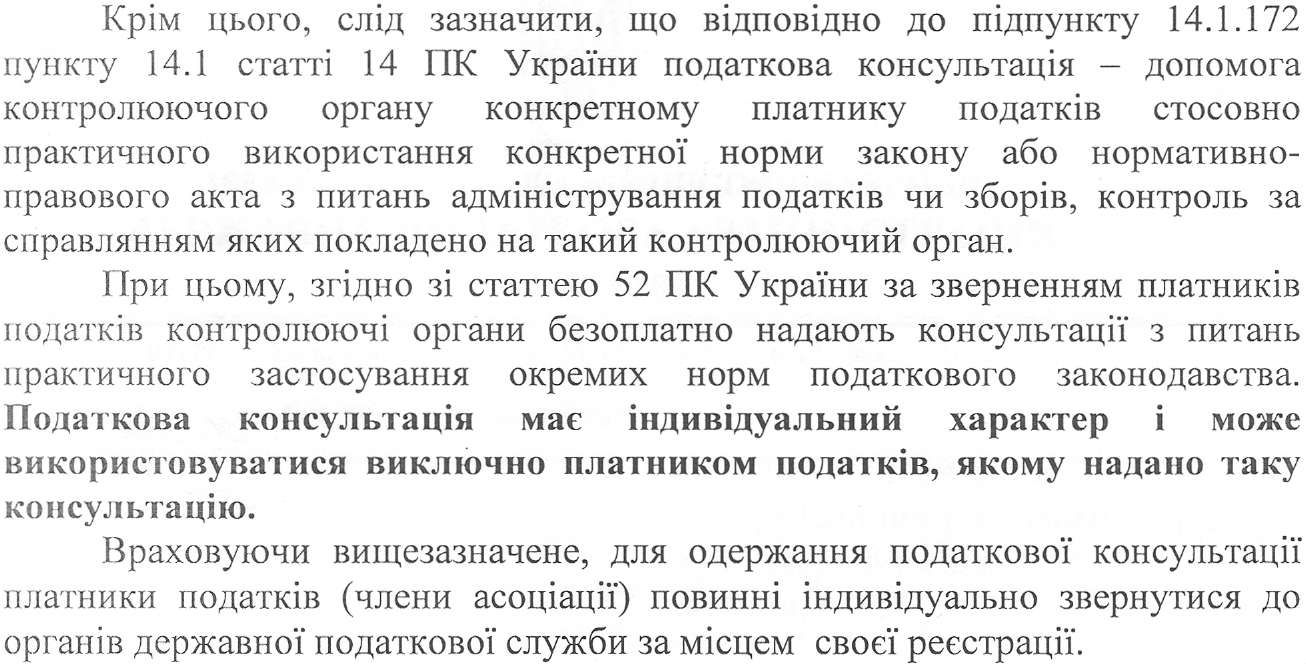 Крім цього, слід зазначити, що відповідно до підпункту 14.1.172
пункту 14.1 статті 14 ПК України податкова консультація – допомога
контролюючого органу конкретному платнику податків стосовно
практичного використання конкретної норми закону або нормативно-
правового акта з питань адміністрування податків чи зборів, контроль за
справлянням яких покладено на такий контролюючий орган.
При цьому, згідно зі статтею 52 ПК України за зверненням платників
податків контролюючі органи безоплатно надають консультації з питань
практичного застосування окремих норм податкового законодавства.
Податкова консультація має індивідуальний характер і може
використовуватися виключно платником податків, якому надано таку
консультацію.
Враховуючи вищезазначене, для одержання податкової консультації
платники податків (члени асоціації) повинні індивідуально звернутися до
органів державної податкової служби за місцем своєї реєстрації.